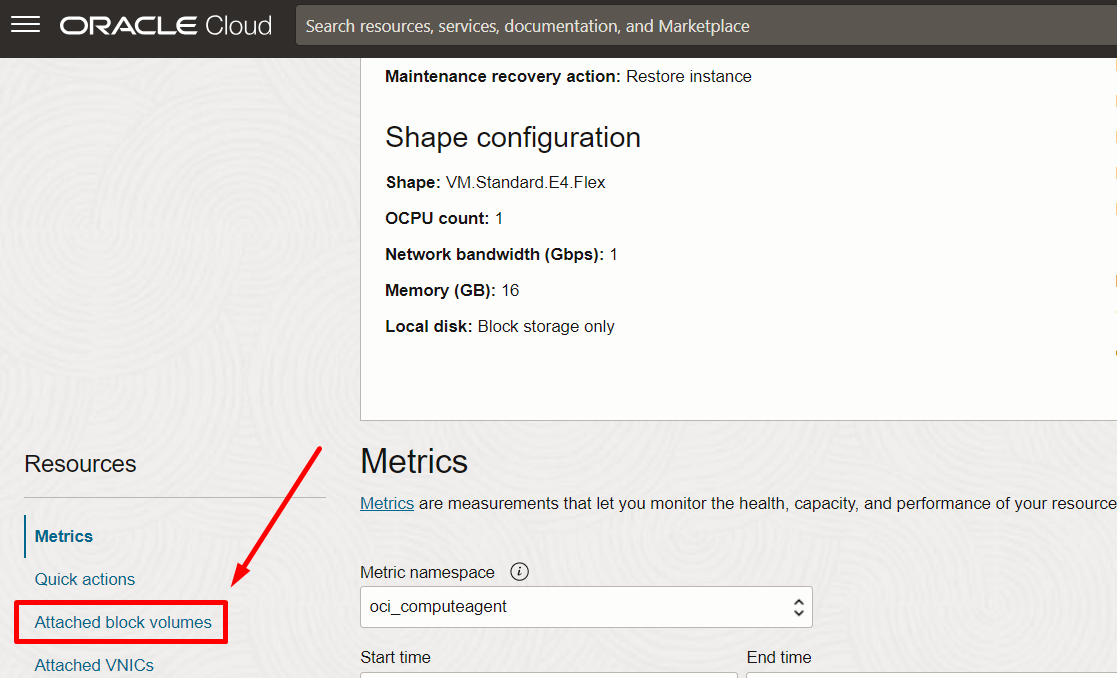 ORACLE Cloud
Search resources, services, documentation, and Marketplace
Maintenance recovery action: Restore instance
Shape configuration
Shape: VM.Standard.E4.Flex
OCPU count: 1
Network bandwidth (Gbps): 1
Memory (GB): 16
Local disk: Block storage only
Resources
Metrics
Quick actions
Attached block volumes
Attached VNICs
Metrics
Metrics are measurements that let you monitor the health, capacity, and performance of your resource
Metric namespace
oci_computeagent
Start time
End time